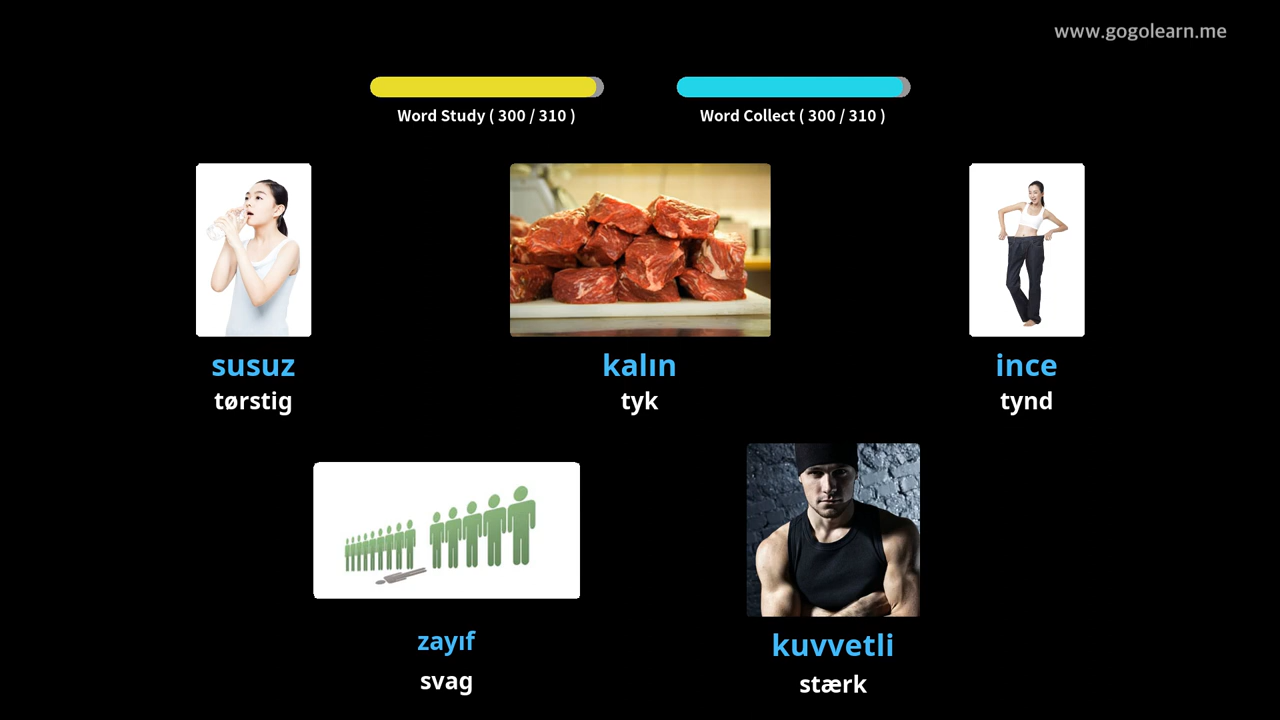 www.gogolearn.me
Word Study ( 300 / 310 )
Word Collect ( 300 / 310 )
susuz
tørstig
kalın
tyk
ince
tynd
zayıf
svag
kuvvetli
stærk